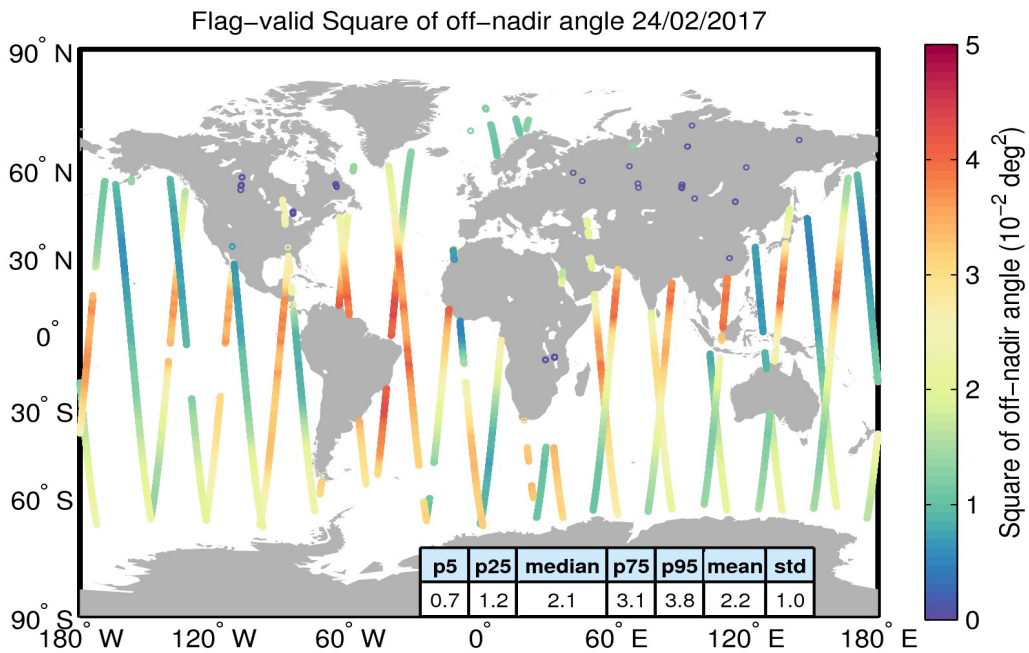 Flag−valid Square of off−nadir angle 24/02/2017
90° N
60° N
30° N
0°
30° S
60° S
90° S
180° W
120° W
60° W
0°
60° E
120° E
180° E
p5 p25 median p75 p95 mean std
0.7 1.2 2.1 3.1 3.8 2.2 1.0
5
4
3
2
1
0
Square of off−nadir angle (10⁻² deg²)